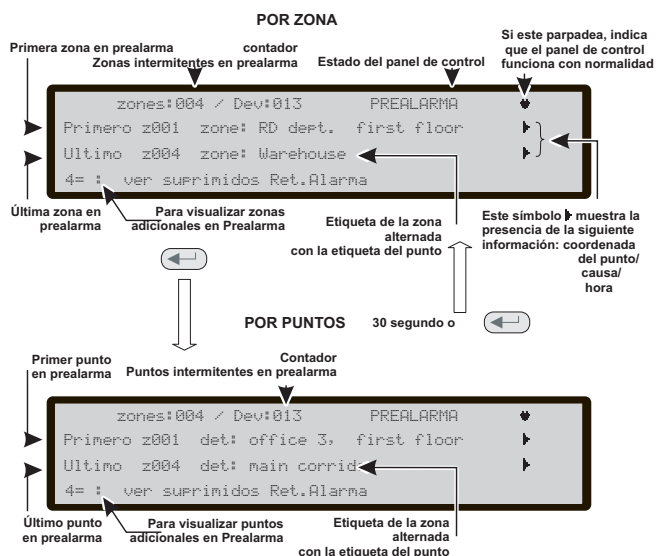 POR ZONA
Primera zona en prealarma
contador
Zonas intermitentes en prealarma
Estado del panel de control
Si este parpadea, indica
que el panel de control
funciona con normalidad
zones:004 / Dev:013 PREALARMA
Primero z001 zone: RD dept. first floor
Ultimo z004 zone: Warehouse
4= : ver suprimidos Ret.Alarma
Última zona en
prealarma
Para visualizar zonas
adicionales en Prealarma
Etiqueta de la zona
alternada
con la etiqueta del punto
Este símbolo muestra la
presencia de la siguiente
información: coordenada
del punto/
causa/
hora
POR PUNTOS
30 segundo o
Primer punto
en prealarma
Contador
Puntos intermitentes en prealarma
zones:004 / Dev:013 PREALARMA
Primero z001 det: office 3, first floor
Ultimo z004 det: main corrid
4= : ver suprimidos Ret.Alarma
Último punto
en prealarma
Para visualizar puntos
adicionales en Prealarma
Etiqueta de la zona
alternada
con la etiqueta del punto